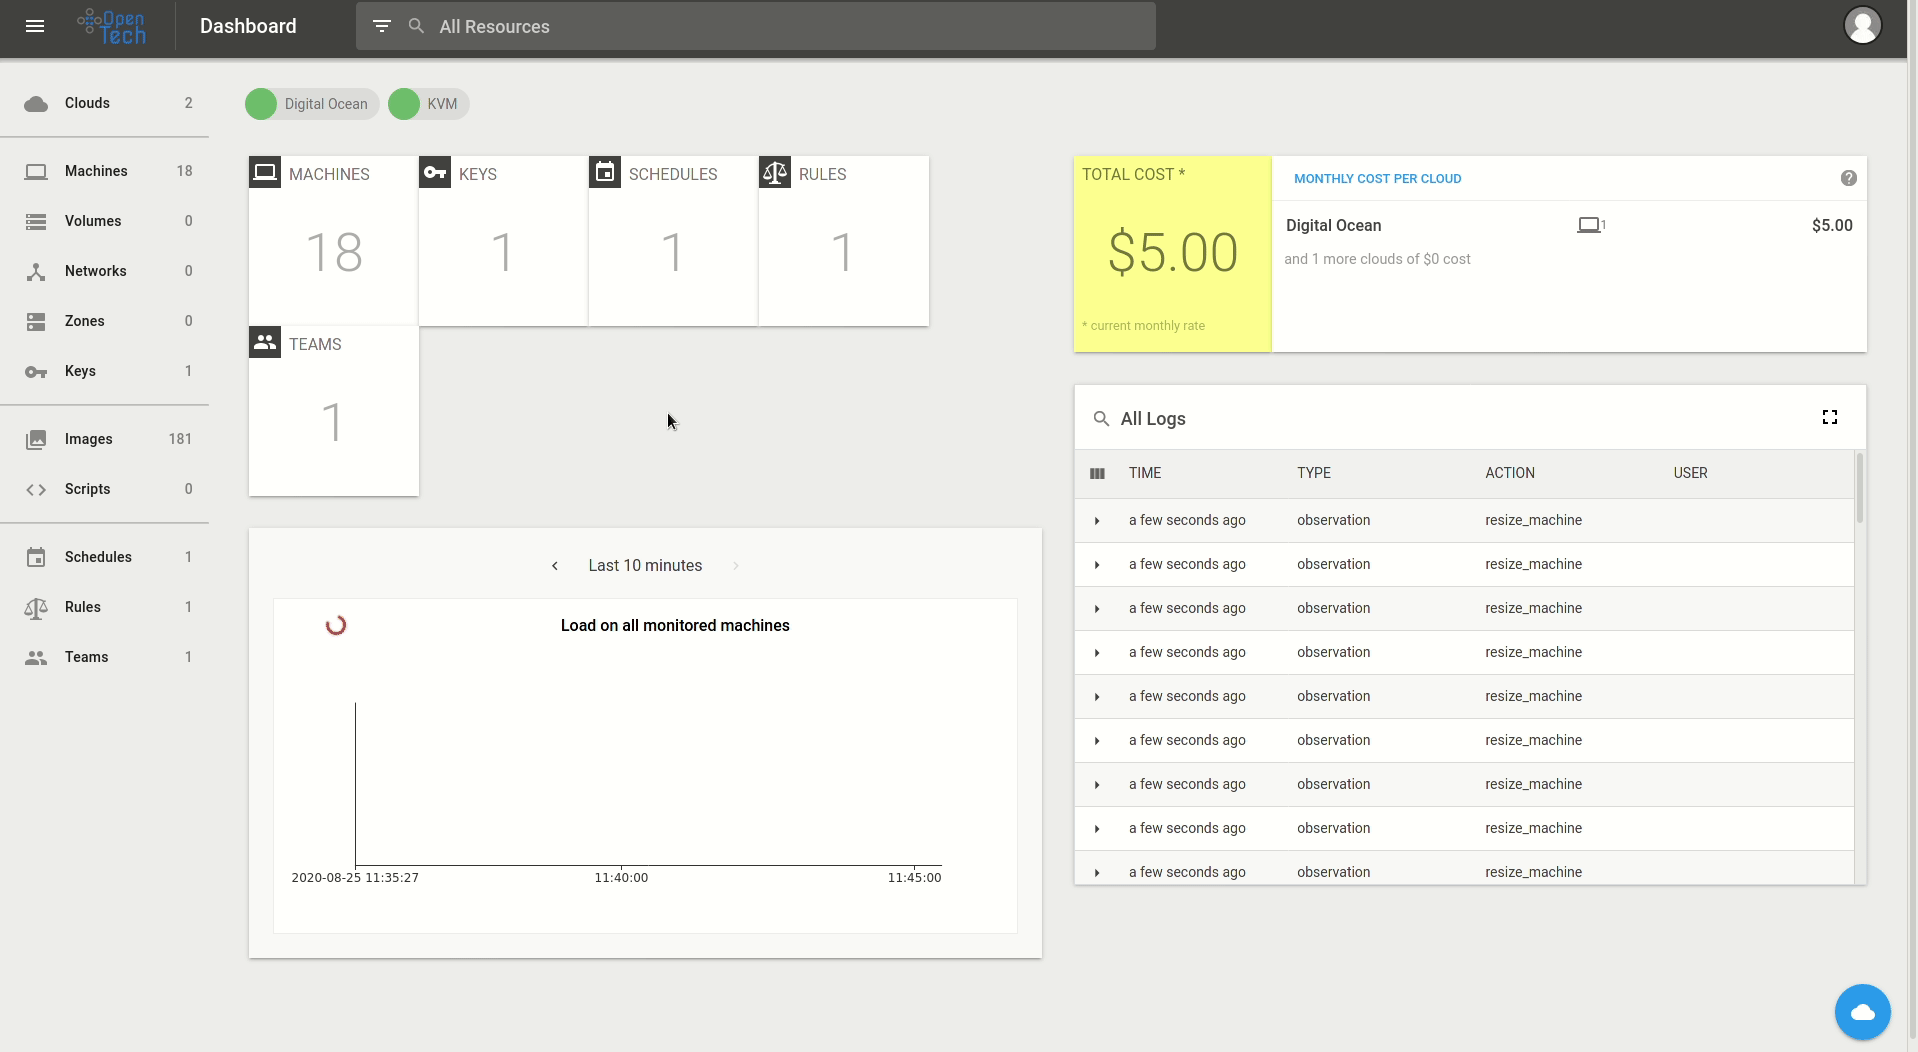 Open
Tech
Dashboard
All Resources
Clouds 2
Machines 18
Volumes 0
Networks 0
Zones 0
Keys 1
Images 181
Scripts 0
Schedules 1
Rules 1
Teams 1
Digital Ocean KVM
MACHINES KEYS SCHEDULES RULES
18 1 1 1
TEAMS
1
TOTAL COST *
$5.00
* current monthly rate
MONTHLY COST PER CLOUD
Digital Ocean 1 $5.00
and 1 more clouds of $0 cost
Last 10 minutes
Load on all monitored machines
2020-08-25 11:35:27 11:40:00 11:45:00
All Logs
TIME TYPE ACTION USER
a few seconds ago observation resize_machine
a few seconds ago observation resize_machine
a few seconds ago observation resize_machine
a few seconds ago observation resize_machine
a few seconds ago observation resize_machine
a few seconds ago observation resize_machine
a few seconds ago observation resize_machine
a few seconds ago observation resize_machine
a few seconds ago observation resize_machine